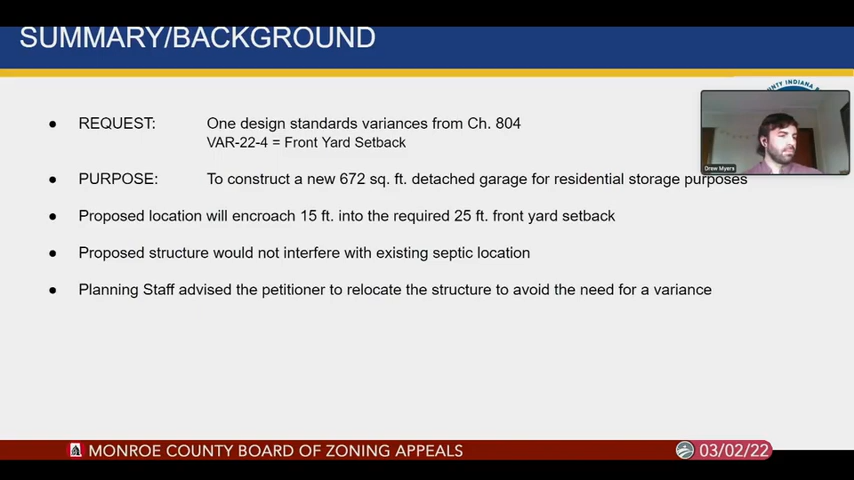 SUMMARY/BACKGROUND
COUNTY INDIANA
● REQUEST: One design standards variances from Ch. 804
VAR-22-4 = Front Yard Setback
Drew Myers
● PURPOSE: To construct a new 672 sq. ft. detached garage for residential storage purposes
● Proposed location will encroach 15 ft. into the required 25 ft. front yard setback
● Proposed structure would not interfere with existing septic location
● Planning Staff advised the petitioner to relocate the structure to avoid the need for a variance
MONROE COUNTY BOARD OF ZONING APPEALS
03/02/22